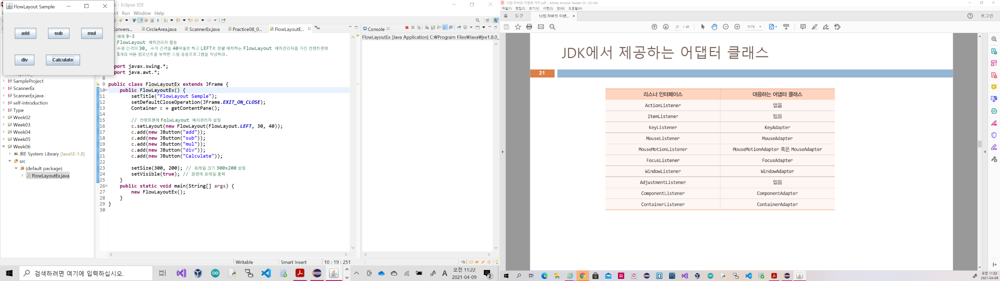 FlowLayout Sample
add
sub
mul
div
Calculate
- Eclipse IDE
ct Run Window Help
onvers...
CircleArea.java
ScannerEx.java
Practice08_0...
FlowLayoutE...
예제 9-3
FlowLayout 배치관리자 활용
수평 간격이 30, 수직 간격을 40픽셀로 하고 LEFT로 정렬 배치하는 FlowLayout 배치관리자를 가진 컨텐트팬에
5개의 버튼 컴포넌트를 부착한 스윙 응용프로그램을 작성하라.
port javax.swing.*;
port java.awt.*;
8
9 public class FlowLayoutEx extends JFrame {
10 public FlowLayoutEx() {
11 setTitle("FlowLayout Sample");
12 setDefaultCloseOperation(JFrame.EXIT_ON_CLOSE);
13 Container c = getContentPane();
14
15 // 컨텐트팬에 FolwLayout 배치관리자 설정
16 c.setLayout(new FlowLayout(FlowLayout.LEFT, 30, 40));
17 c.add(new JButton("add"));
18 c.add(new JButton("sub"));
19 c.add(new JButton("mul"));
20 c.add(new JButton("div"));
21 c.add(new JButton("Calculate"));
22
23 setSize(300, 200); // 프레임 크기 300x200 설정
24 setVisible(true); // 화면에 프레임 출력
25 }
26 public static void main(String[] args) {
27 new FlowLayoutEx();
28 }
29 }
30
SampleProject
ScannerEx
ScannerEx.java
self-introduction
Type
Week02
Week03
Week04
Week05
Week06
JRE System Library [JavaSE-1.8]
src
(default package)
FlowLayoutEx.java
Console
FlowLayoutEx [Java Application] C:₩Program Files₩Java₩jre1.8.0_
Writable
Smart Insert
10 : 19 : 251
검색하려면 여기에 입력하십시오.
A
오전 11:22
2021-04-09
2
10장 자바의 이벤트 처리.pdf - Adobe Acrobat Reader DC (32-bit)
파일(F) 편집(E) 보기(V) 서명(S) 창(W) 도움말(H)
홈
도구
10장.자바의 이벤...
로그인
21 / 43
111%
JDK에서 제공하는 어댑터 클래스
21
리스너 인터페이스 대응하는 어댑터 클래스
ActionListener 없음
ItemListener 없음
KeyListener KeyAdapter
MouseListener MouseAdapter
MouseMotionListener MouseMotionAdapter 혹은 MouseAdapter
FocusListener FocusAdapter
WindowListener WindowAdapter
AdjustmentListener 없음
ComponentListener ComponentAdapter
ContainerListener ContainerAdapter
오전 11:22
2021-04-09